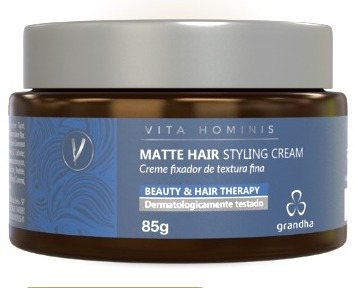 VITA HOMINIS
V
MATTE HAIR STYLING CREAM
Creme fixador de textura fina
BEAUTY & HAIR THERAPY
Dermatologicamente testado
85g
grandha